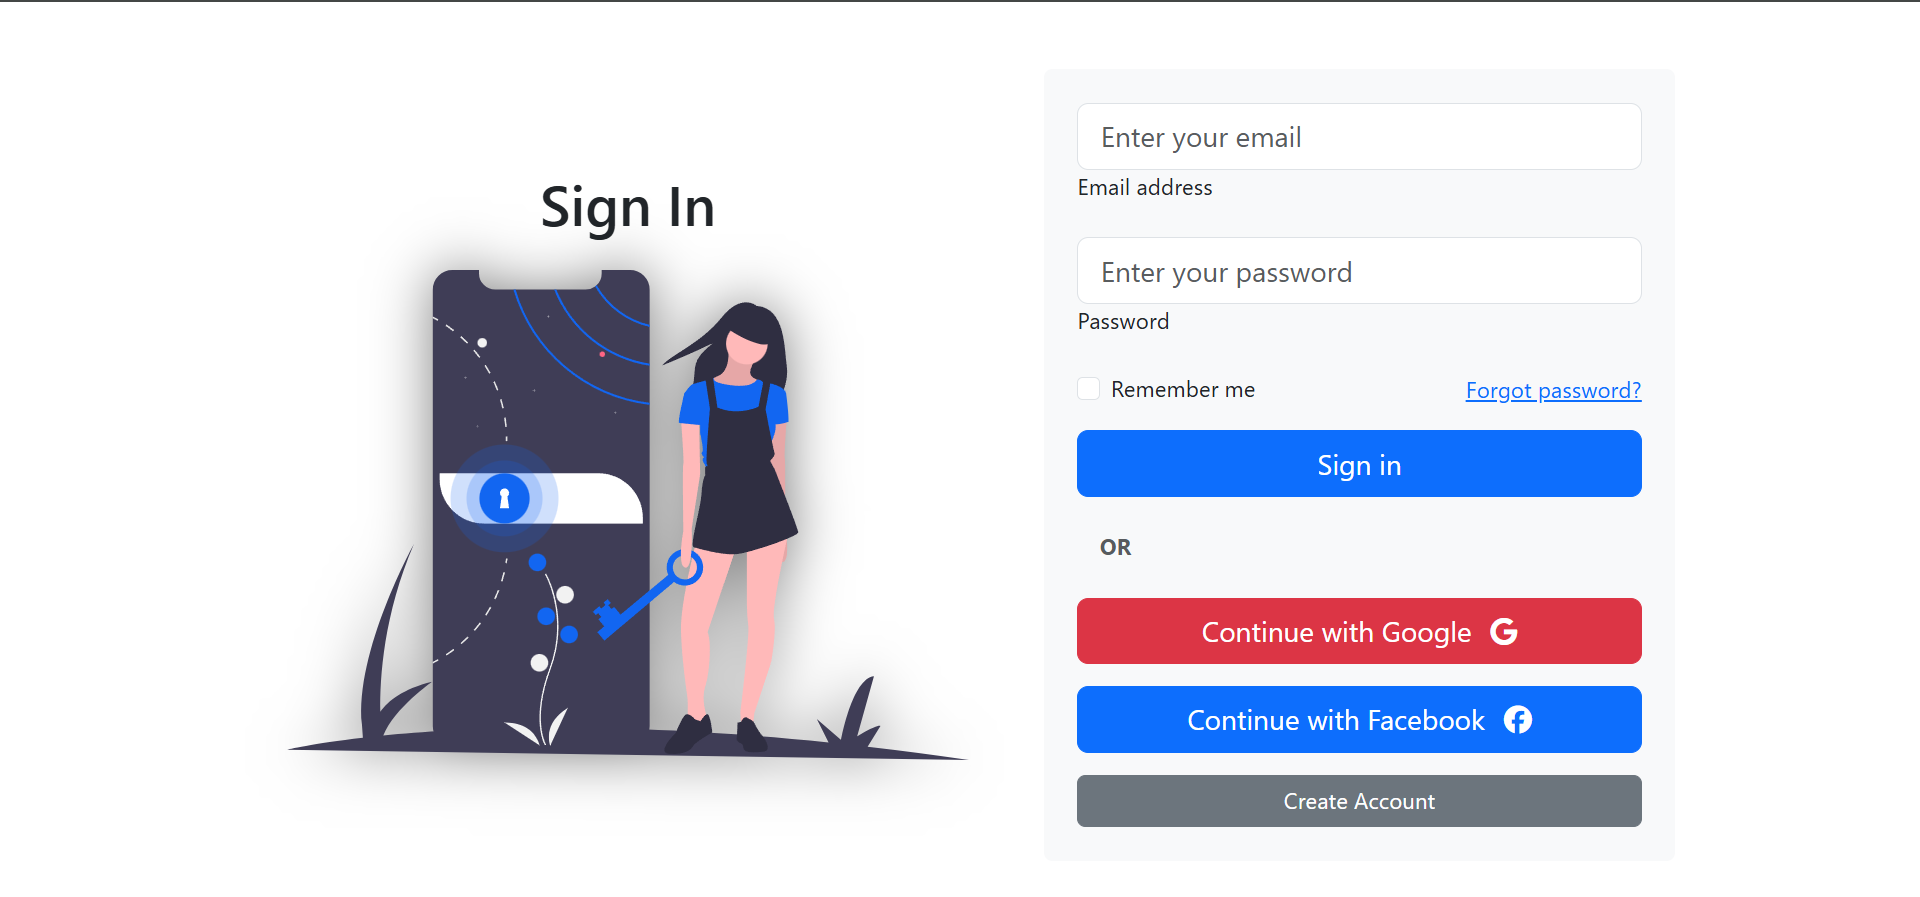 Sign In
Enter your email
Email address
Enter your password
Password
Remember me
Forgot password?
Sign in
OR
Continue with Google
Continue with Facebook
Create Account